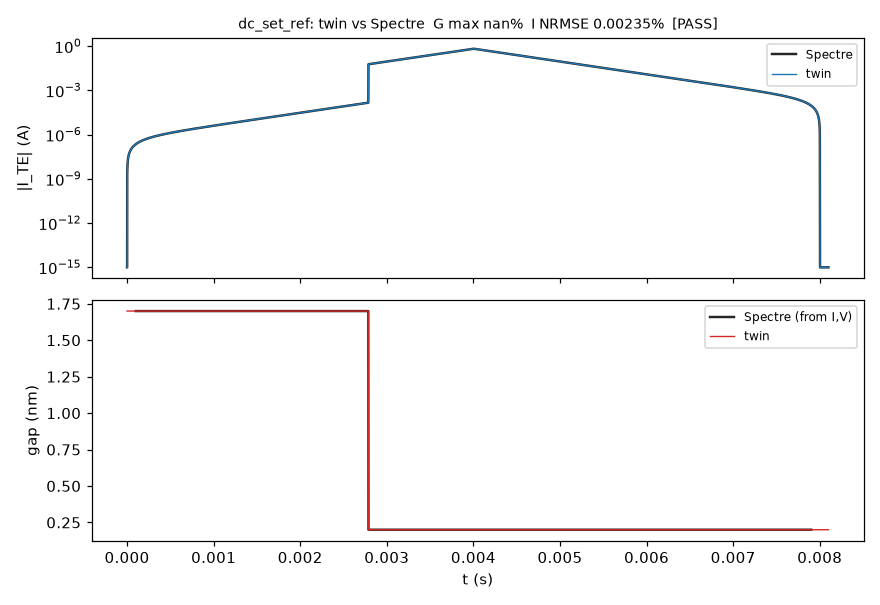 dc_set_ref: twin vs Spectre  G max nan%  I NRMSE 0.00235%  [PASS]
|I_TE| (A)
10⁰
10⁻³
10⁻⁶
10⁻⁹
10⁻¹²
10⁻¹⁵
Spectre
twin
gap (nm)
1.75
1.50
1.25
1.00
0.75
0.50
0.25
Spectre (from I,V)
twin
0.000 0.001 0.002 0.003 0.004 0.005 0.006 0.007 0.008
t (s)